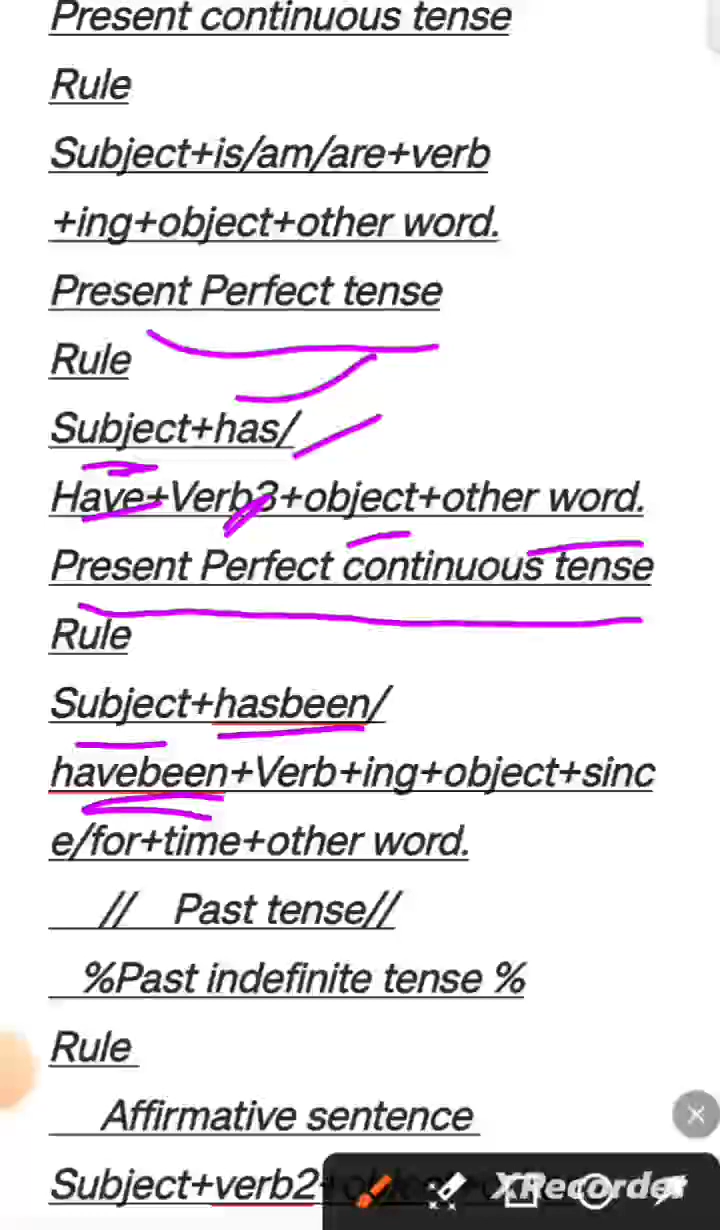 Present continuous tense
Rule
Subject+is/am/are+verb
+ing+object+other word.
Present Perfect tense
Rule
Subject+has/
Have+Verb3+object+other word.
Present Perfect continuous tense
Rule
Subject+hasbeen/
havebeen+Verb+ing+object+sinc
e/for+time+other word.
// Past tense//
%Past indefinite tense %
Rule
Affirmative sentence
Subject+verb2+
XRecorder